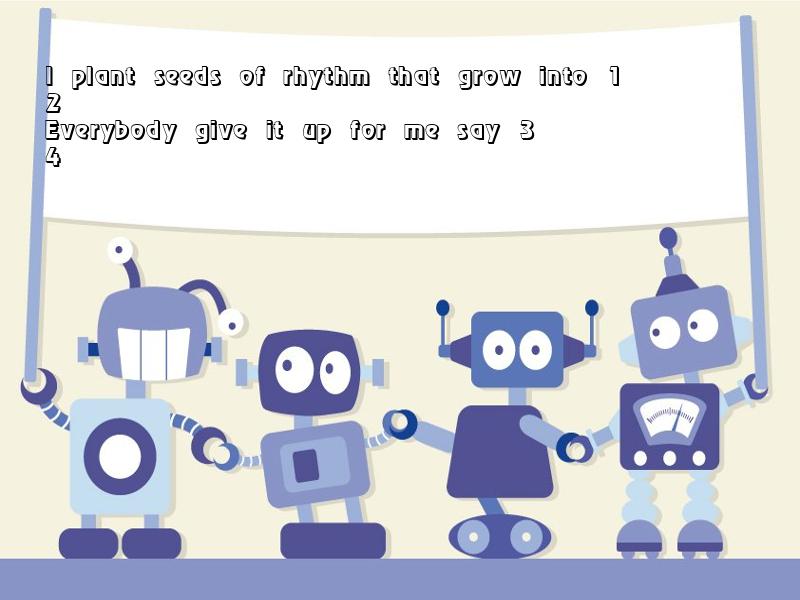 I plant seeds of rhythm that grow into 1
2
Everybody give it up for me say 3
4